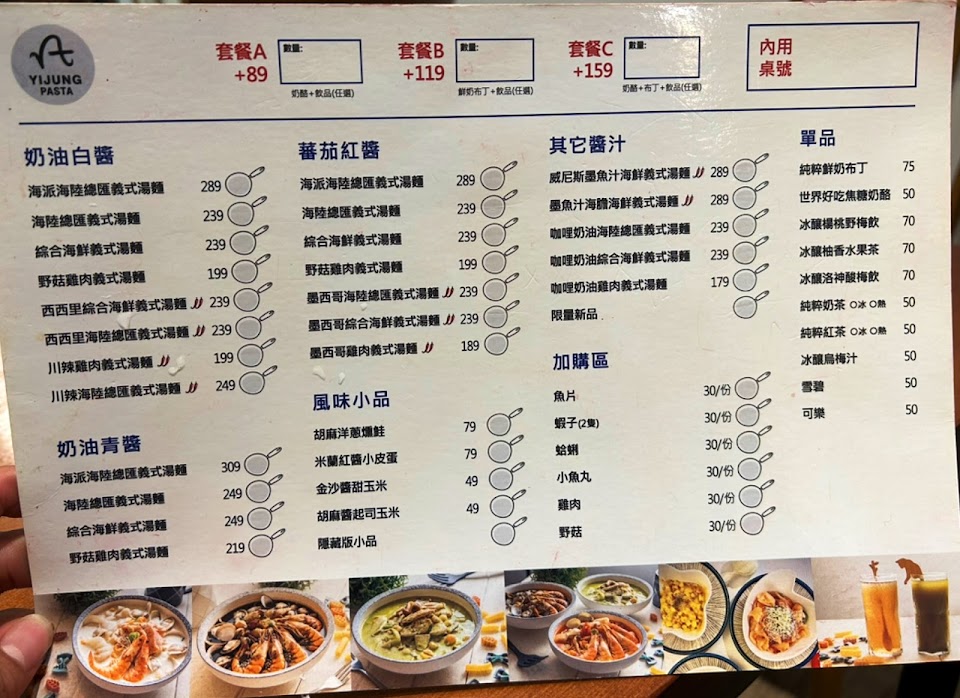 YIJUNG
PASTA
套餐A
+89
數量:
奶酪+飲品(任選)
套餐B
+119
數量:
鮮奶布丁+飲品(任選)
套餐C
+159
數量:
奶酪+布丁+飲品(任選)
內用
桌號
奶油白醬
海派海陸總匯義式湯麵 289
海陸總匯義式湯麵 239
綜合海鮮義式湯麵 239
野菇雞肉義式湯麵 199
西西里綜合海鮮義式湯麵 239
西西里海陸總匯義式湯麵 239
川辣雞肉義式湯麵 199
川辣海陸總匯義式湯麵 249
奶油青醬
海派海陸總匯義式湯麵 309
海陸總匯義式湯麵 249
綜合海鮮義式湯麵 249
野菇雞肉義式湯麵 219
蕃茄紅醬
海派海陸總匯義式湯麵 289
海陸總匯義式湯麵 239
綜合海鮮義式湯麵 239
野菇雞肉義式湯麵 199
墨西哥海陸總匯義式湯麵 239
墨西哥綜合海鮮義式湯麵 239
墨西哥雞肉義式湯麵 189
風味小品
胡麻洋蔥燻鮭 79
米蘭紅醬小皮蛋 79
金沙醬甜玉米 49
胡麻醬起司玉米 49
隱藏版小品
其它醬汁
威尼斯墨魚汁海鮮義式湯麵 289
墨魚汁海膽海鮮義式湯麵 289
咖哩奶油海陸總匯義式湯麵 239
咖哩奶油綜合海鮮義式湯麵 239
咖哩奶油雞肉義式湯麵 179
限量新品
加購區
魚片 30/份
蝦子(2隻) 30/份
蛤蜊 30/份
小魚丸 30/份
雞肉 30/份
野菇 30/份
單品
純粹鮮奶布丁 75
世界好吃焦糖奶酪 50
冰釀楊桃野梅飲 70
冰釀柚香水果茶 70
冰釀洛神酸梅飲 70
純粹奶茶 ○冰 ○熱 50
純粹紅茶 ○冰 ○熱 50
冰釀烏梅汁 50
雪碧 50
可樂 50